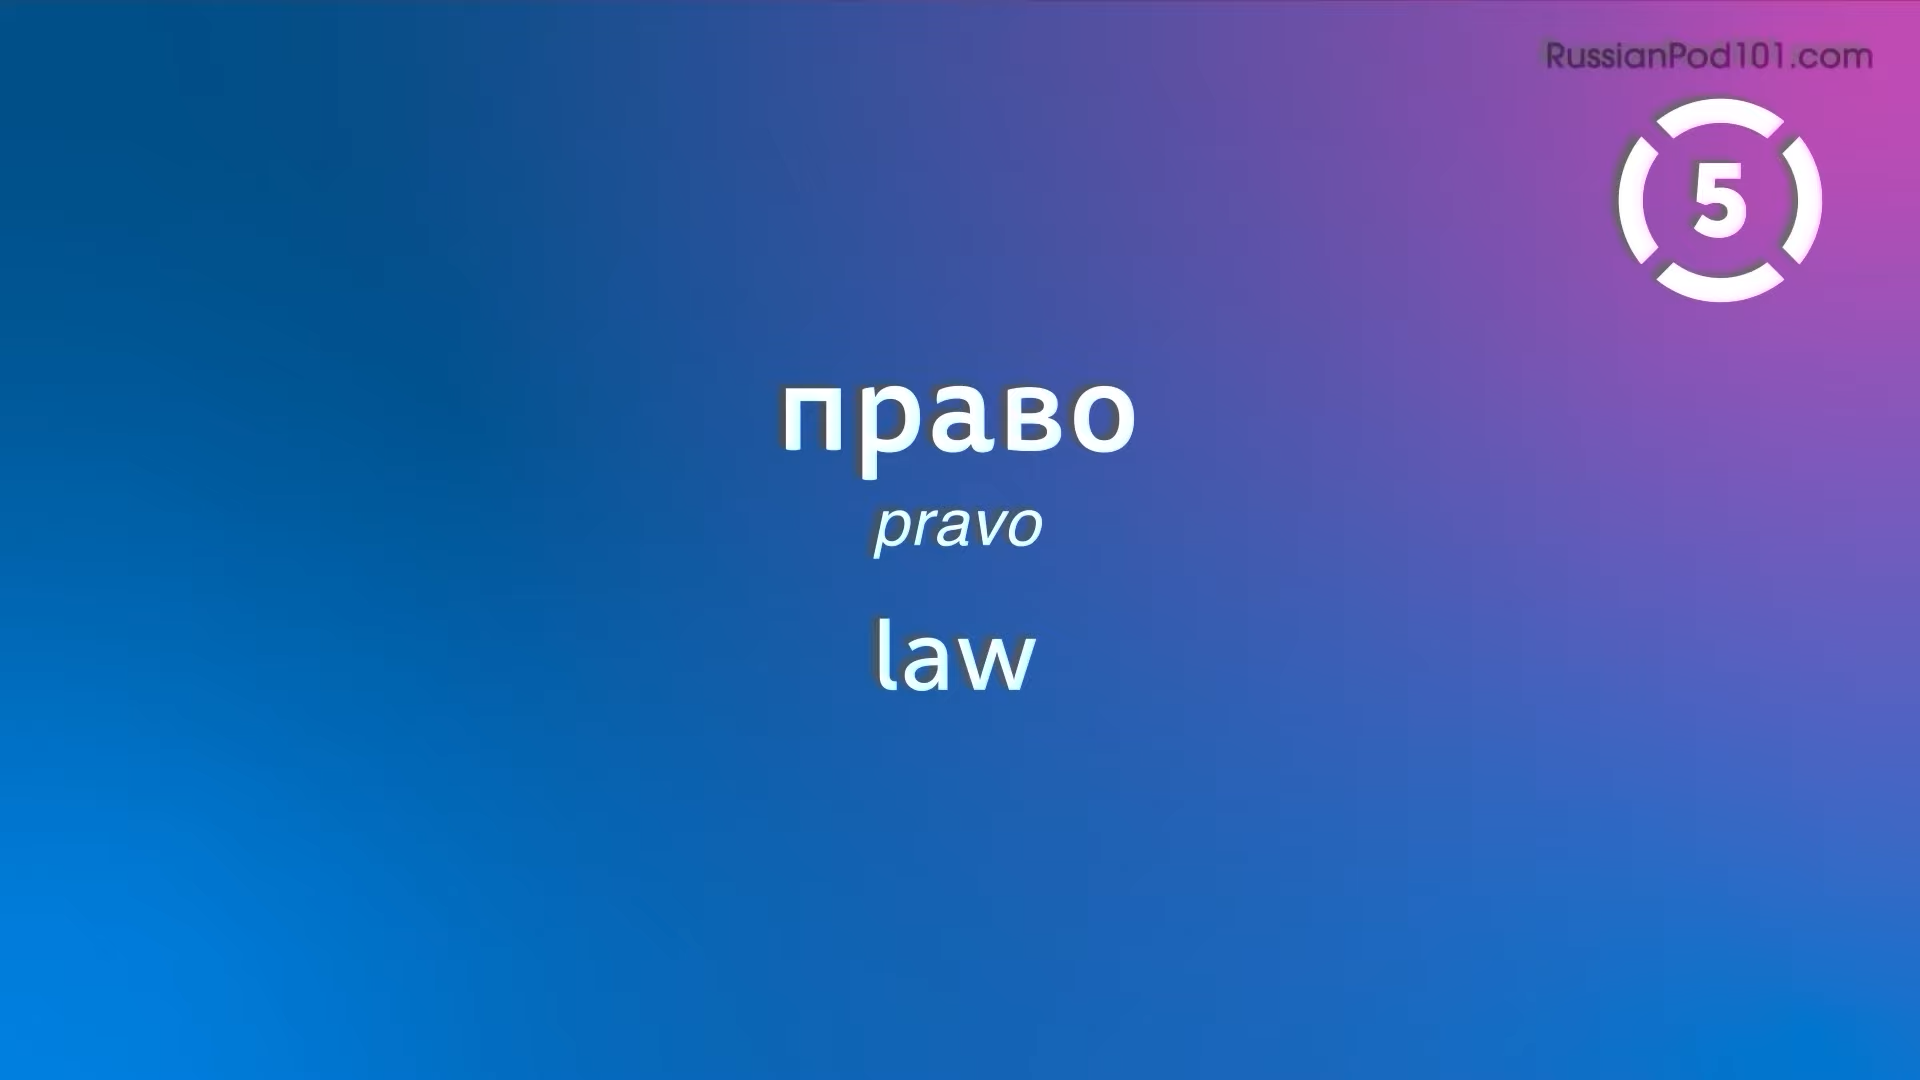 RussianPod101.com
5
право
pravo
law